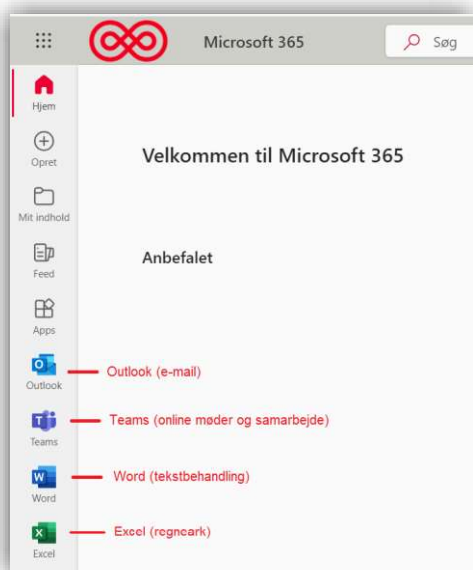 Microsoft 365
Søg
Hjem
Opret
Velkommen til Microsoft 365
Mit indhold
Anbefalet
Feed
Apps
Outlook
Outlook (e-mail)
Teams
Teams (online møder og samarbejde)
Word
Word (tekstbehandling)
Excel
Excel (regneark)